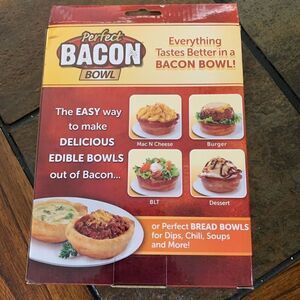 Perfect
BACON
BOWL
Everything
Tastes Better in a
BACON BOWL!
The EASY way
to make
DELICIOUS
EDIBLE BOWLS
out of Bacon...
Mac N Cheese
Burger
BLT
Dessert
or Perfect BREAD BOWLS
for Dips, Chili, Soups
and More!